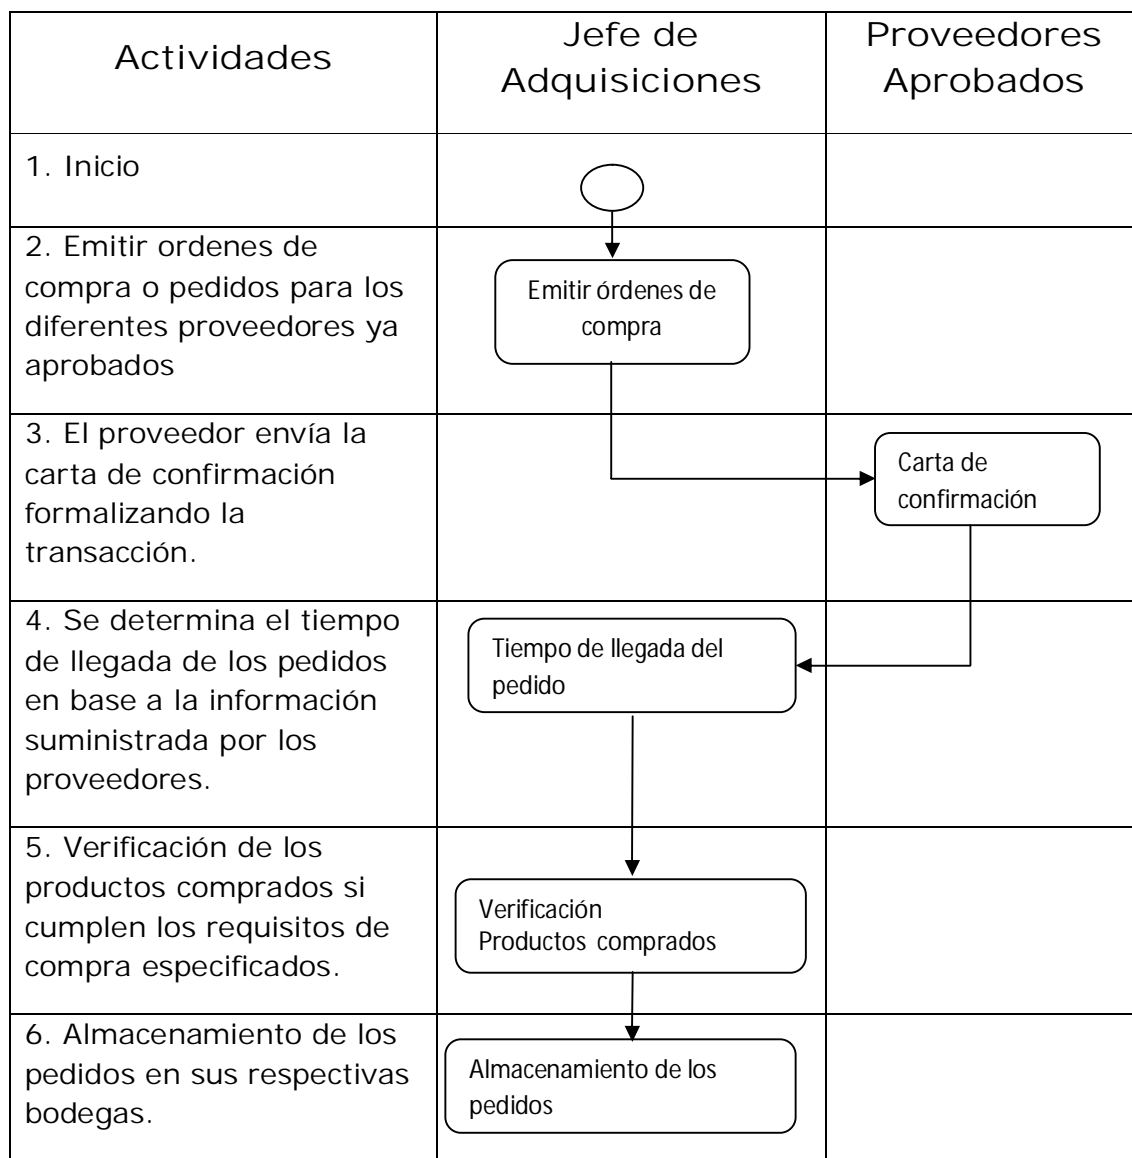 Actividades
Jefe de
Adquisiciones
Proveedores
Aprobados
1. Inicio
2. Emitir ordenes de
compra o pedidos para los
diferentes proveedores ya
aprobados
Emitir órdenes de
compra
3. El proveedor envía la
carta de confirmación
formalizando la
transacción.
Carta de
confirmación
4. Se determina el tiempo
de llegada de los pedidos
en base a la información
suministrada por los
proveedores.
Tiempo de llegada del
pedido
5. Verificación de los
productos comprados si
cumplen los requisitos de
compra especificados.
Verificación
Productos comprados
6. Almacenamiento de los
pedidos en sus respectivas
bodegas.
Almacenamiento de los
pedidos